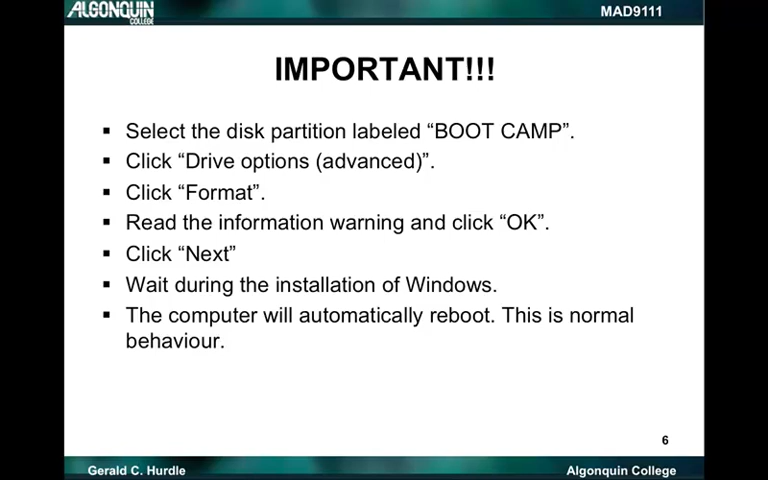 ALGONQUIN
COLLEGE
MAD9111
IMPORTANT!!!
▪ Select the disk partition labeled “BOOT CAMP”.
▪ Click “Drive options (advanced)”.
▪ Click “Format”.
▪ Read the information warning and click “OK”.
▪ Click “Next”
▪ Wait during the installation of Windows.
▪ The computer will automatically reboot. This is normal
behaviour.
6
Gerald C. Hurdle
Algonquin College